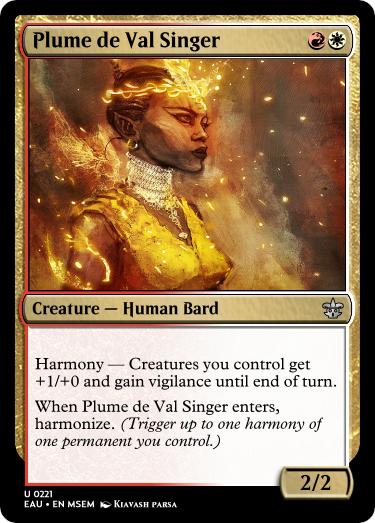 Plume de Val Singer
Creature — Human Bard
Harmony — Creatures you control get
+1/+0 and gain vigilance until end of turn.
When Plume de Val Singer enters,
harmonize. (Trigger up to one harmony of
one permanent you control.)
2/2
U 0221
EAU • EN MSEM Kiavash parsa